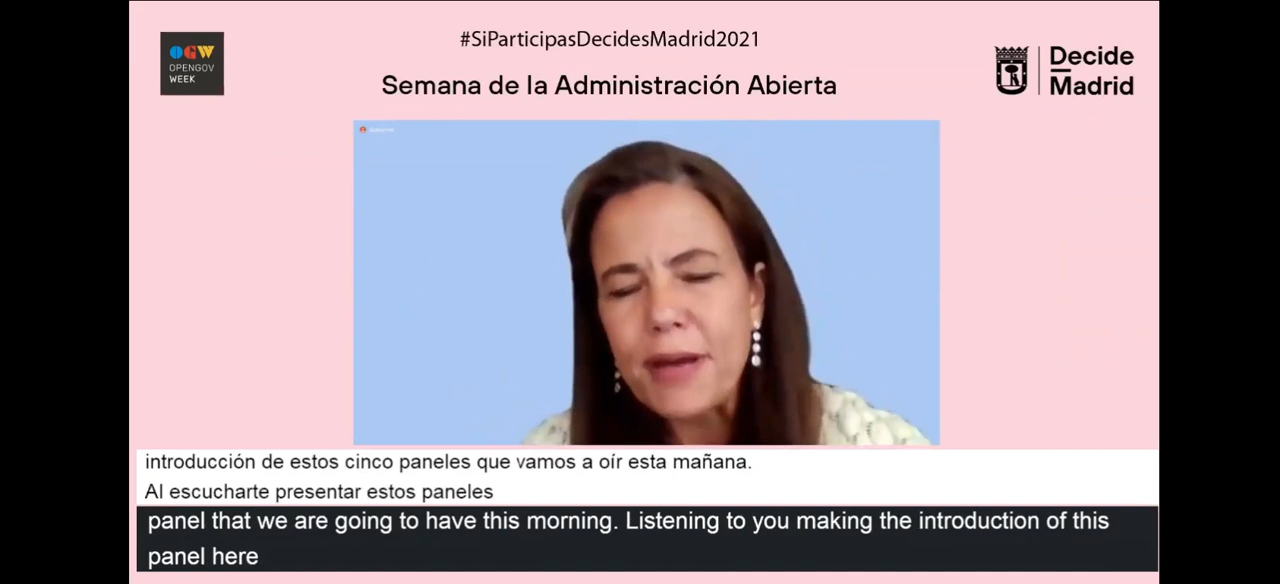 #SiParticipasDecidesMadrid2021
OGW
OPENGOV
WEEK
Semana de la Administración Abierta
Decide
Madrid
introducción de estos cinco paneles que vamos a oír esta mañana.
Al escucharte presentar estos paneles
panel that we are going to have this morning. Listening to you making the introduction of this
panel here